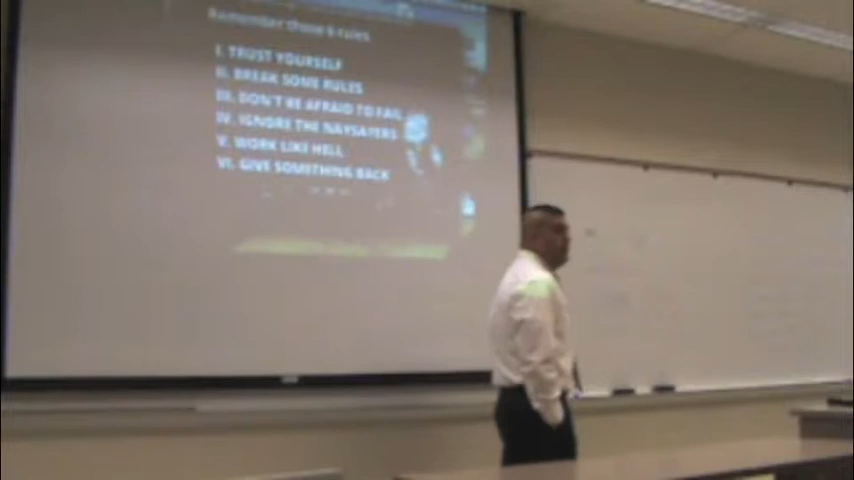 Remember these 6 rules
I. TRUST YOURSELF
II. BREAK SOME RULES
III. DON'T BE AFRAID TO FAIL
IV. IGNORE THE NAYSAYERS
V. WORK LIKE HELL
VI. GIVE SOMETHING BACK